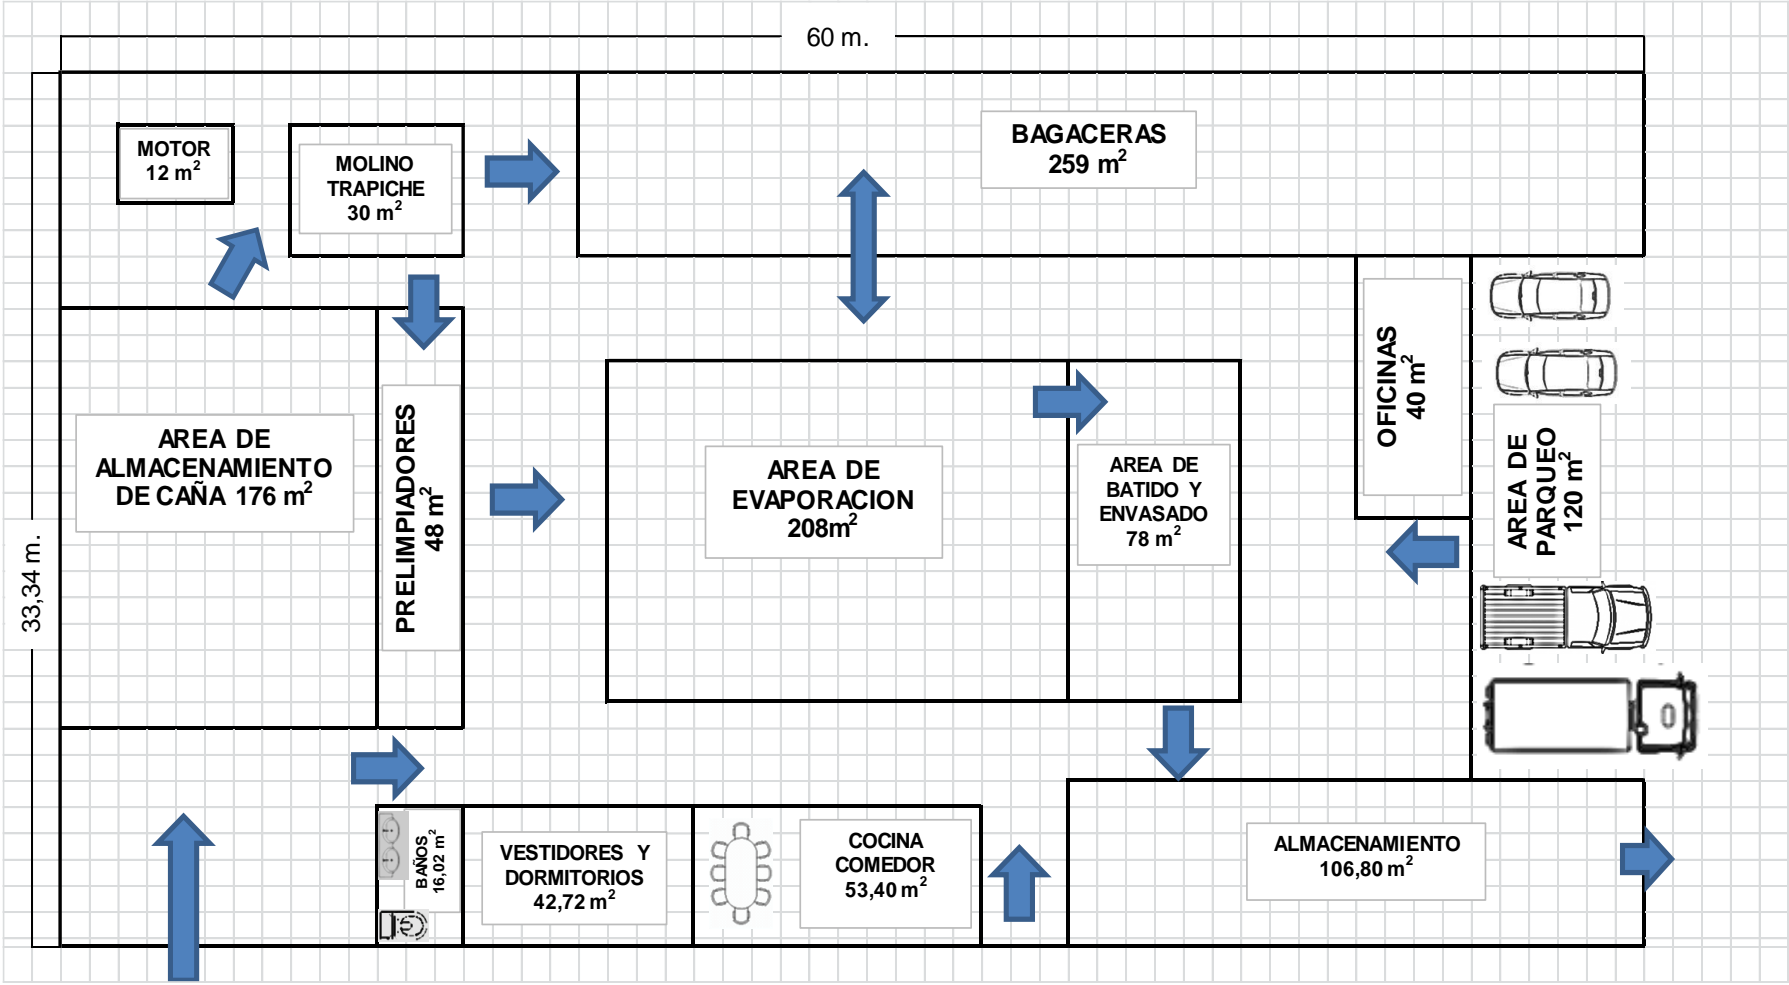 60 m.
33,34 m.
MOTOR
12 m²
MOLINO
TRAPICHE
30 m²
BAGACERAS
259 m²
AREA DE
ALMACENAMIENTO
DE CAÑA 176 m²
PRELIMPIADORES
48 m²
AREA DE
EVAPORACION
208m²
AREA DE
BATIDO Y
ENVASADO
78 m²
OFICINAS
40 m²
AREA DE
PARQUEO
120 m²
BAÑOS
16,02 m²
VESTIDORES Y
DORMITORIOS
42,72 m²
COCINA
COMEDOR
53,40 m²
ALMACENAMIENTO
106,80 m²